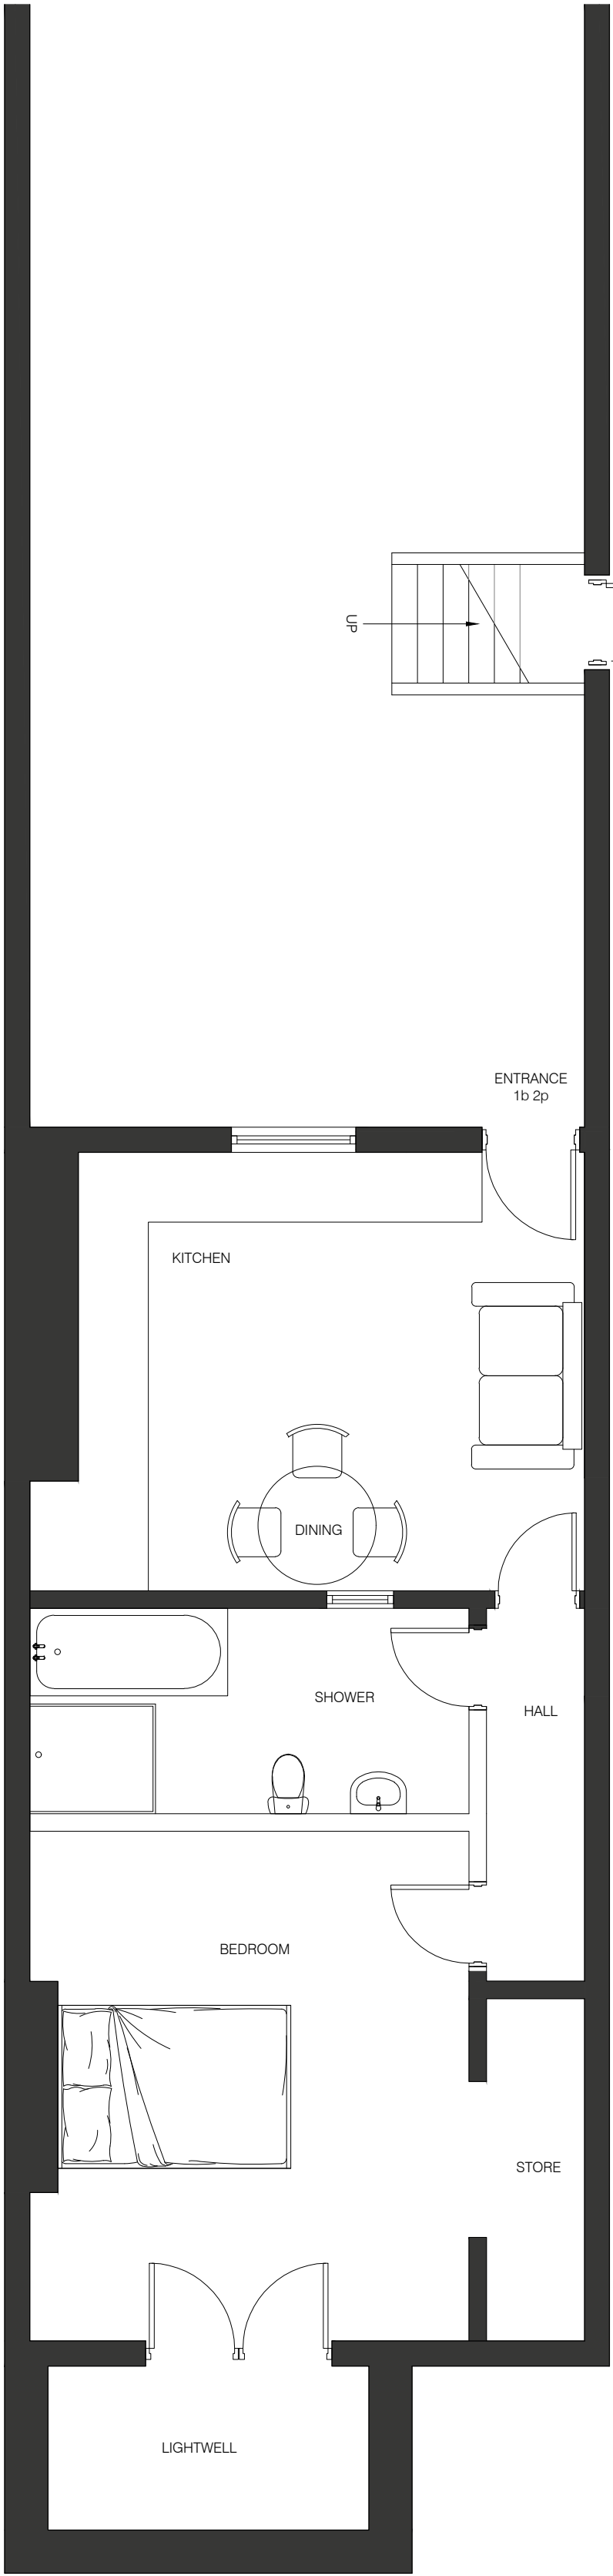 UP
ENTRANCE
1b 2p
KITCHEN
DINING
SHOWER
HALL
BEDROOM
STORE
LIGHTWELL